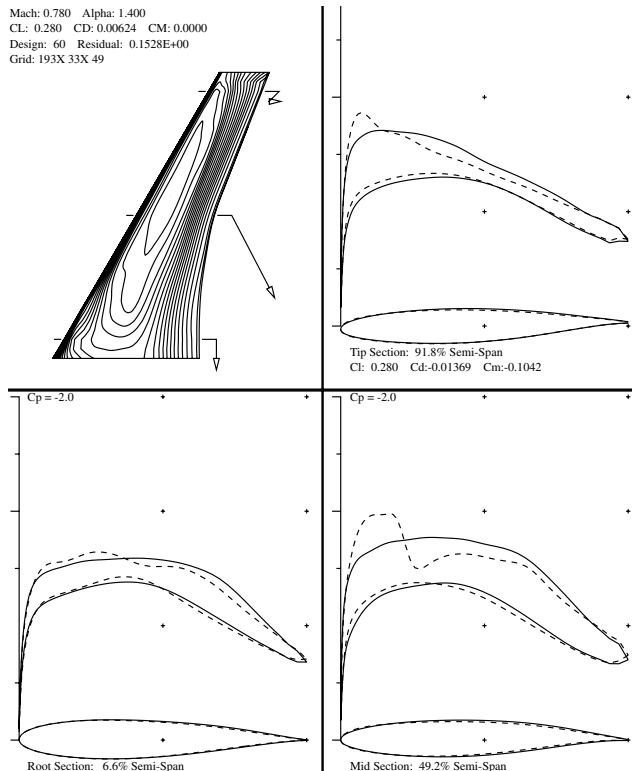 Mach: 0.780 Alpha: 1.400
CL: 0.280 CD: 0.00624 CM: 0.0000
Design: 60 Residual: 0.1528E+00
Grid: 193X 33X 49
Tip Section: 91.8% Semi-Span
Cl: 0.280 Cd:-0.01369 Cm:-0.1042
Cp = -2.0
Root Section: 6.6% Semi-Span
Cp = -2.0
Mid Section: 49.2% Semi-Span